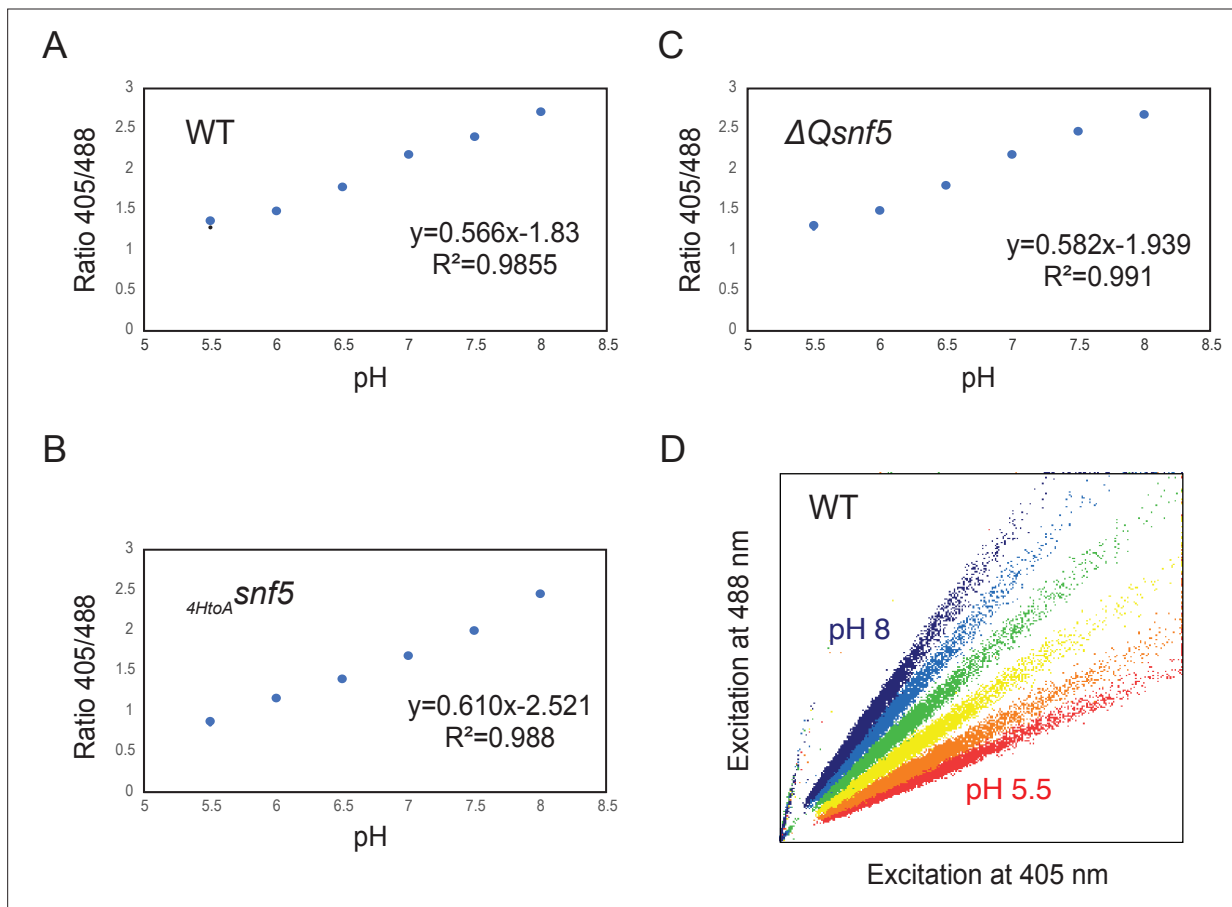 A
Ratio 405/488
3
2.5
2
1.5
1
0.5
0
WT
y=0.566x-1.83
R²=0.9855
5 5.5 6 6.5 7 7.5 8 8.5
pH
C
Ratio 405/488
3
2.5
2
1.5
1
0.5
0
ΔQsnf5
y=0.582x-1.939
R²=0.991
5 5.5 6 6.5 7 7.5 8 8.5
pH
B
Ratio 405/488
3
2.5
2
1.5
1
0.5
0
4HtoAsnf5
y=0.610x-2.521
R²=0.988
5 5.5 6 6.5 7 7.5 8 8.5
pH
D
Excitation at 488 nm
WT
pH 8
pH 5.5
Excitation at 405 nm